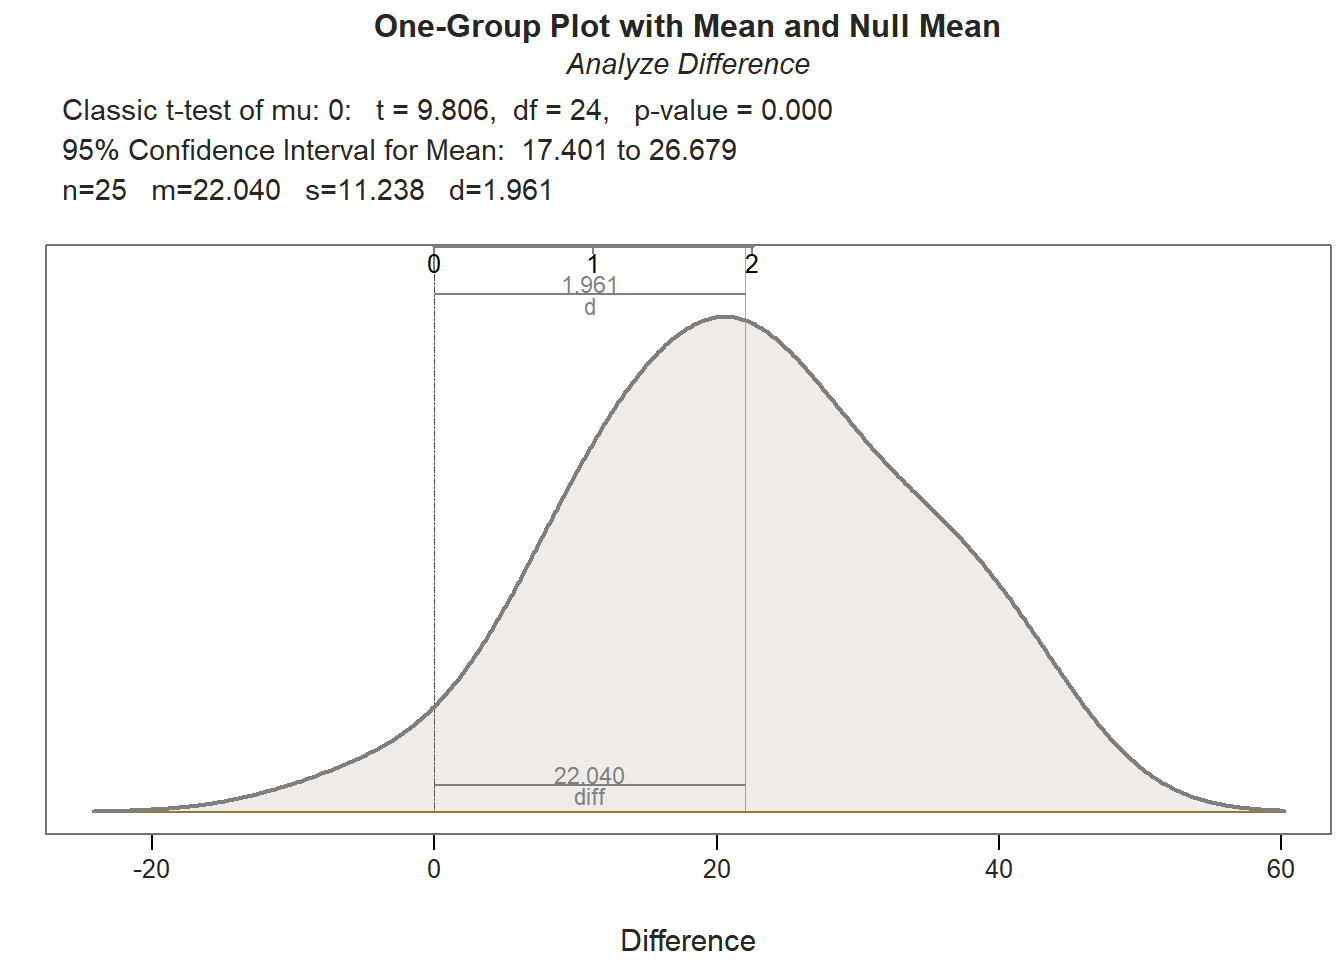 One-Group Plot with Mean and Null Mean
Analyze Difference
Classic t-test of mu: 0:   t = 9.806,  df = 24,   p-value = 0.000
95% Confidence Interval for Mean:  17.401 to 26.679
n=25   m=22.040   s=11.238   d=1.961
0 1 2
1.961
d
22.040
diff
-20 0 20 40 60
Difference